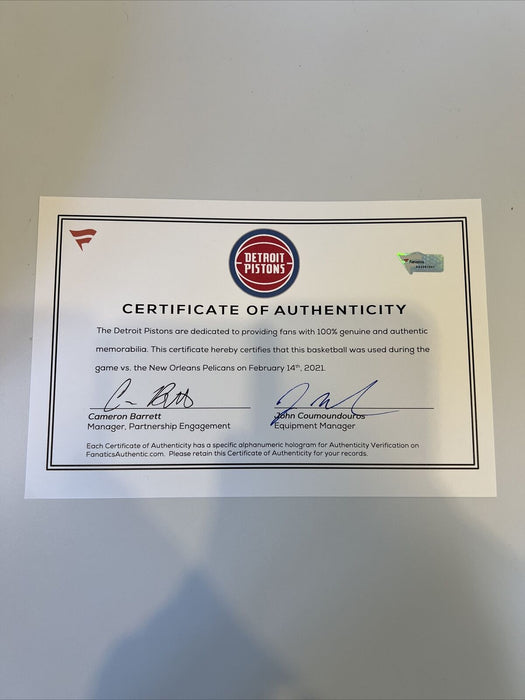 DETROIT
PISTONS
Fanatics
CERTIFICATE OF AUTHENTICITY
The Detroit Pistons are dedicated to providing fans with 100% genuine and authentic
memorabilia. This certificate hereby certifies that this basketball was used during the
game vs. the New Orleans Pelicans on February 14th, 2021.
Cameron Barrett
Manager, Partnership Engagement
John Coumoundouros
Equipment Manager
Each Certificate of Authenticity has a specific alphanumeric hologram for Authenticity Verification on
FanaticsAuthentic.com. Please retain this Certificate of Authenticity for your records.